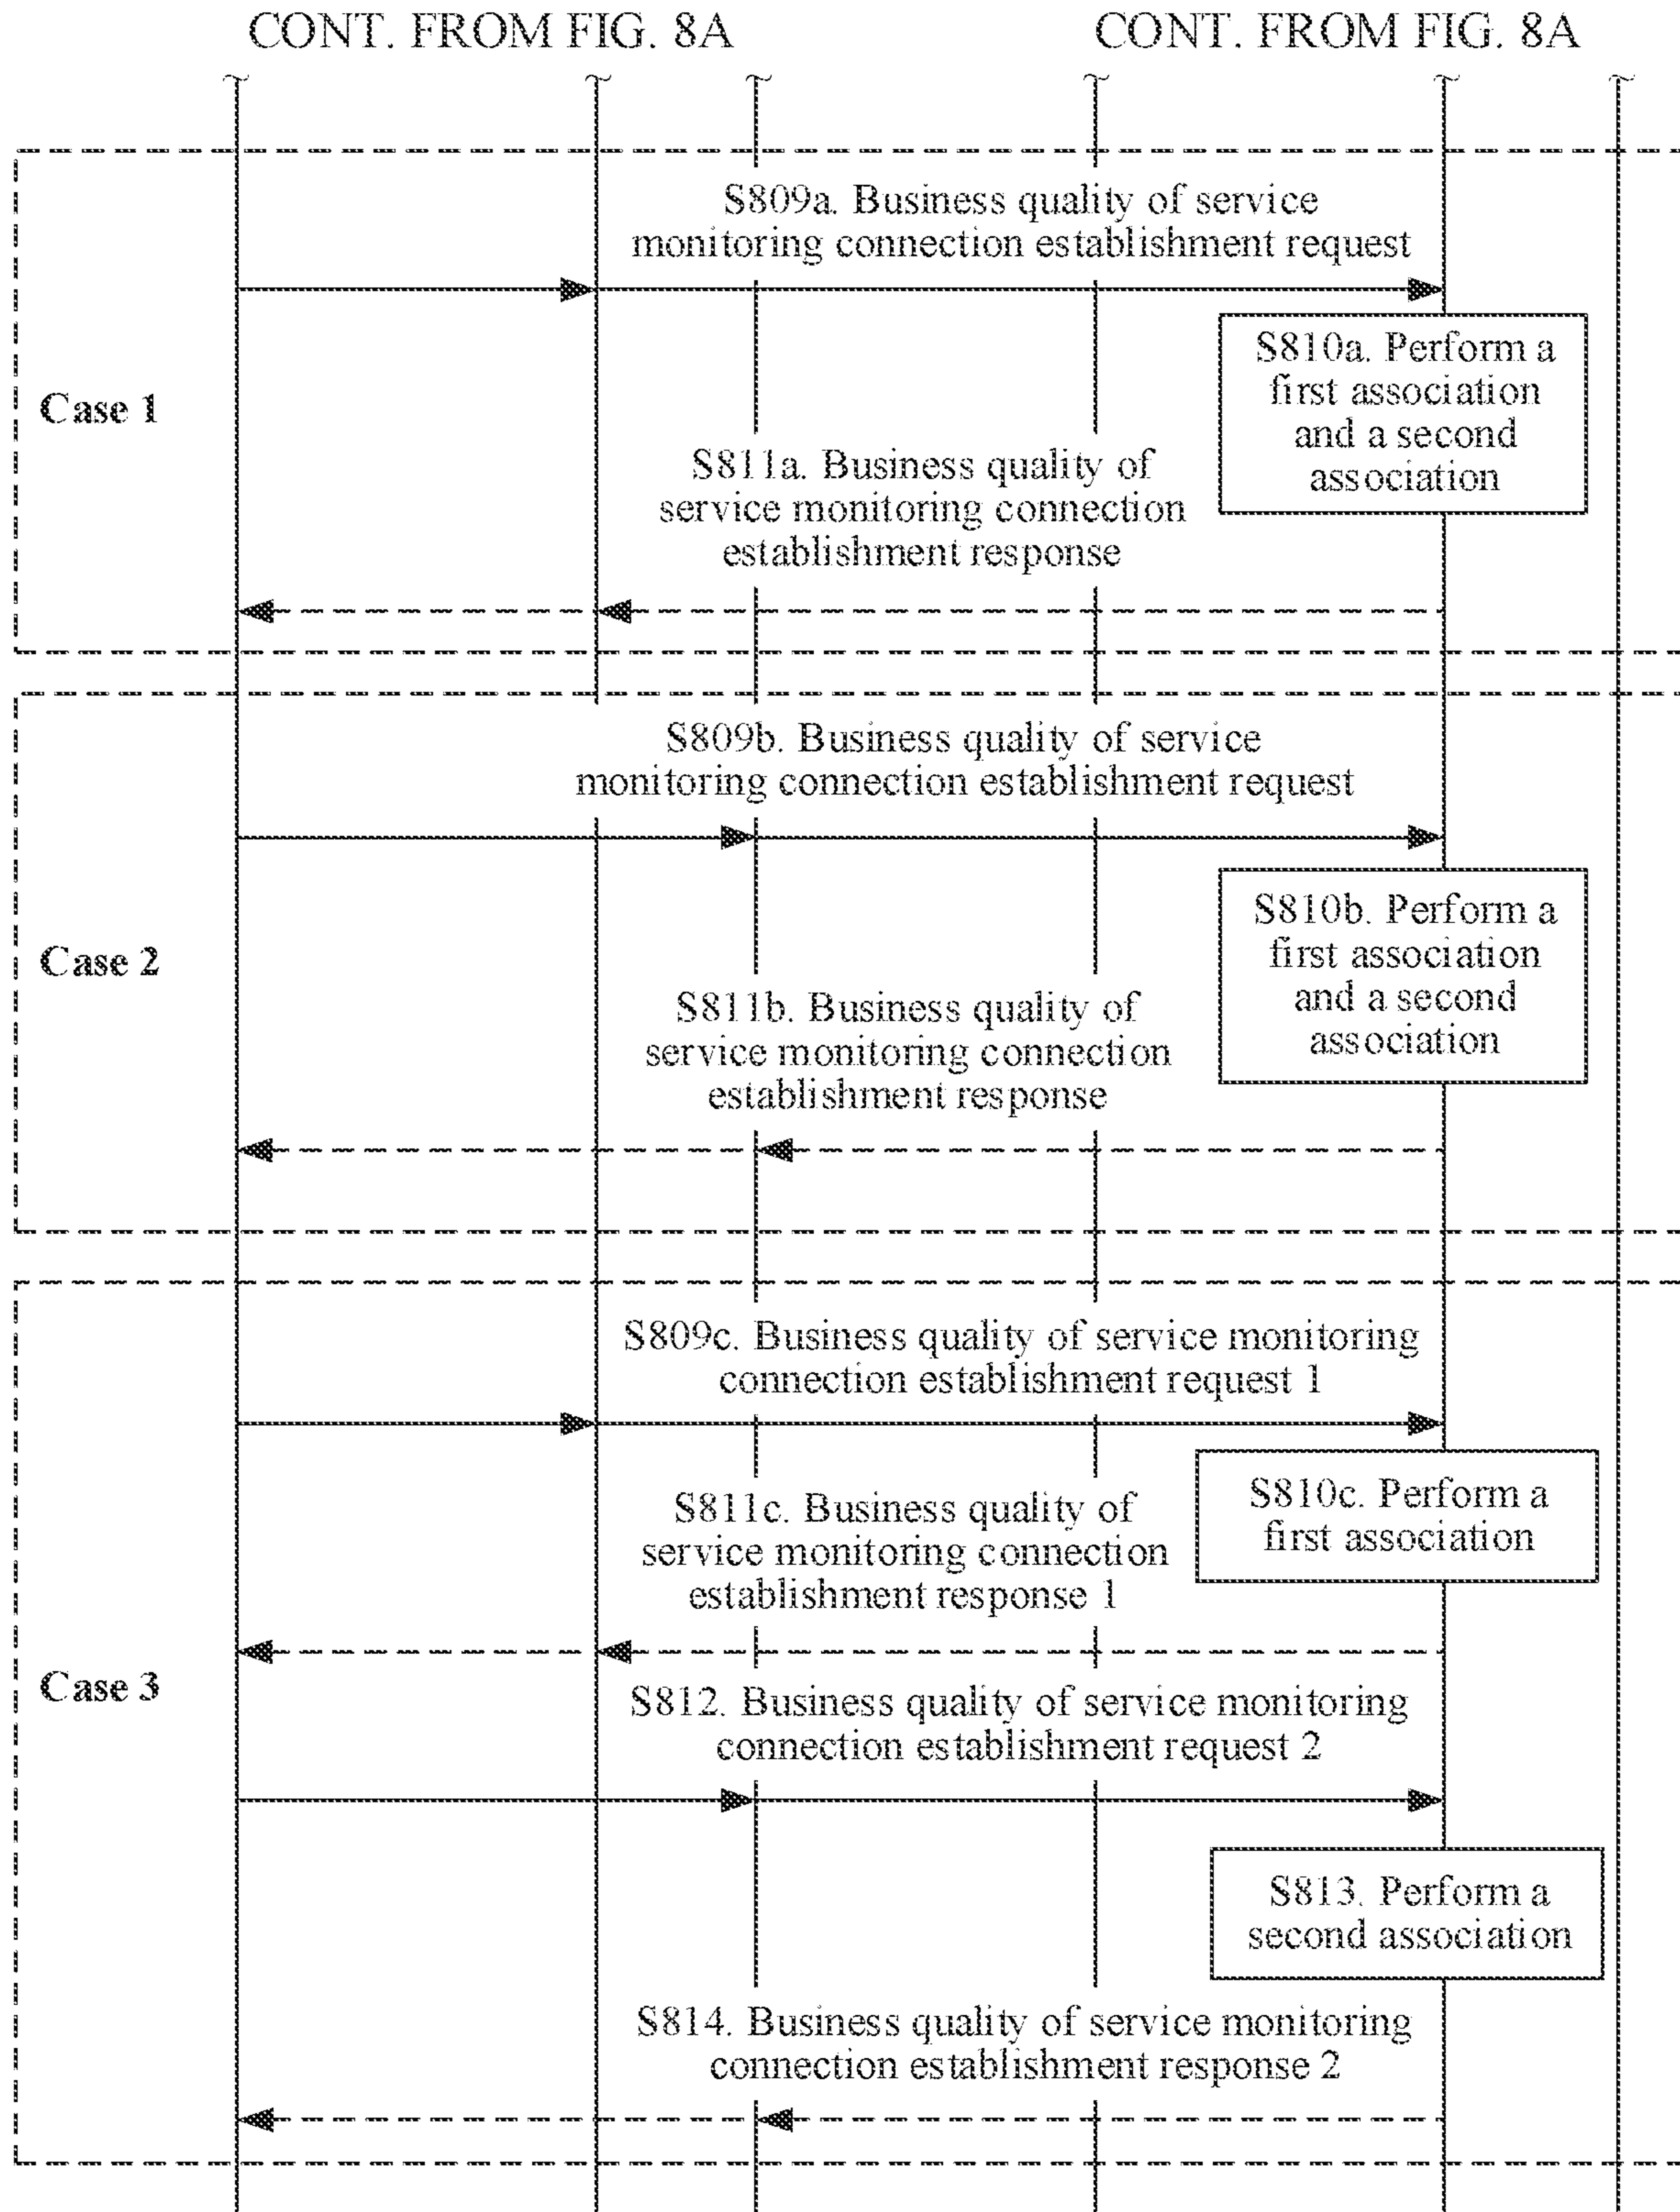 CONT. FROM FIG. 8A
CONT. FROM FIG. 8A
Case 1
S809a. Business quality of service
monitoring connection establishment request
S810a. Perform a
first association
and a second
association
S811a. Business quality of
service monitoring connection
establishment response
Case 2
S809b. Business quality of service
monitoring connection establishment request
S810b. Perform a
first association
and a second
association
S811b. Business quality of
service monitoring connection
establishment response
Case 3
S809c. Business quality of service monitoring
connection establishment request 1
S810c. Perform a
first association
S811c. Business quality of
service monitoring connection
establishment response 1
S812. Business quality of service monitoring
connection establishment request 2
S813. Perform a
second association
S814. Business quality of service monitoring
connection establishment response 2